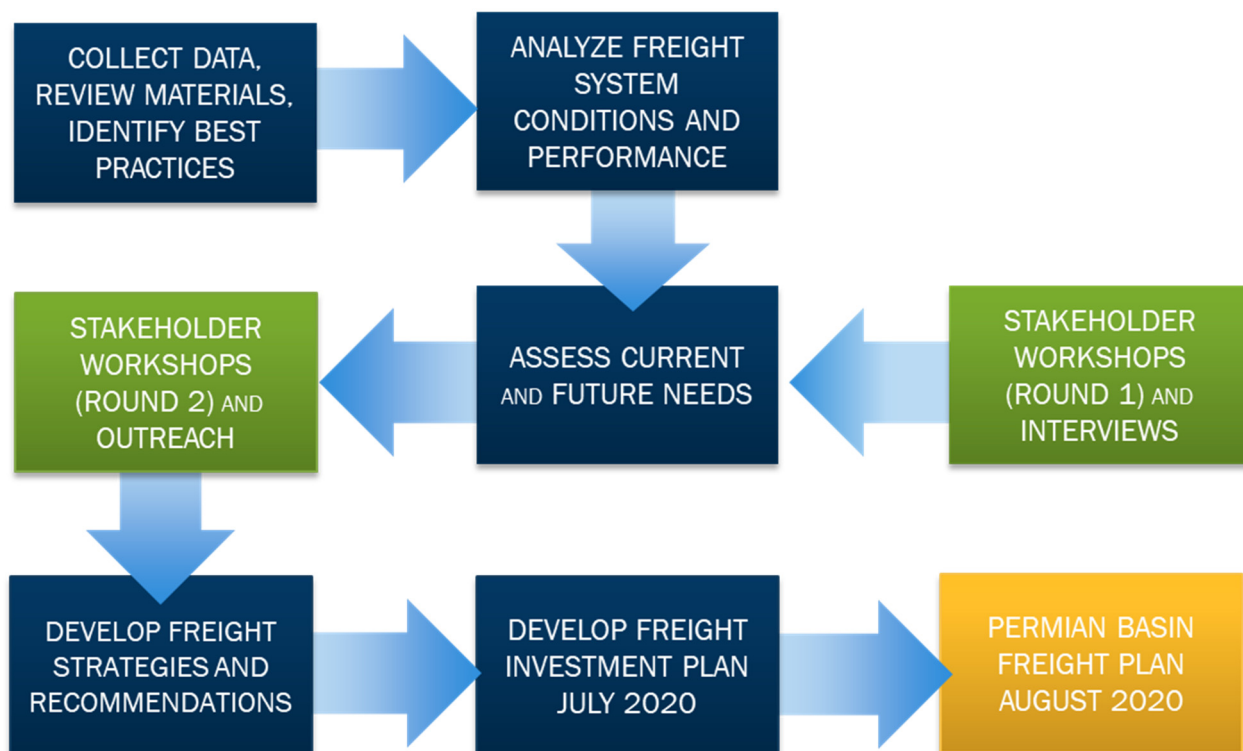 COLLECT DATA,
REVIEW MATERIALS,
IDENTIFY BEST
PRACTICES
ANALYZE FREIGHT
SYSTEM
CONDITIONS AND
PERFORMANCE
STAKEHOLDER
WORKSHOPS
(ROUND 2) AND
OUTREACH
ASSESS CURRENT
AND FUTURE NEEDS
STAKEHOLDER
WORKSHOPS
(ROUND 1) AND
INTERVIEWS
DEVELOP FREIGHT
STRATEGIES AND
RECOMMENDATIONS
DEVELOP FREIGHT
INVESTMENT PLAN
JULY 2020
PERMIAN BASIN
FREIGHT PLAN
AUGUST 2020